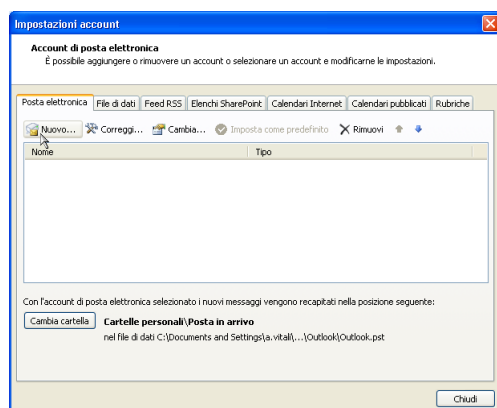 Impostazioni account
Account di posta elettronica
È possibile aggiungere o rimuovere un account o selezionare un account e modificarne le impostazioni.
Posta elettronica File di dati Feed RSS Elenchi SharePoint Calendari Internet Calendari pubblicati Rubriche
Nuovo... Correggi... Cambia... Imposta come predefinito Rimuovi
Nome Tipo
Con l'account di posta elettronica selezionato i nuovi messaggi vengono recapitati nella posizione seguente:
Cambia cartella Cartelle personali\Posta in arrivo
nel file di dati C:\Documents and Settings\a.vitali\...\Outlook\Outlook.pst
Chiudi